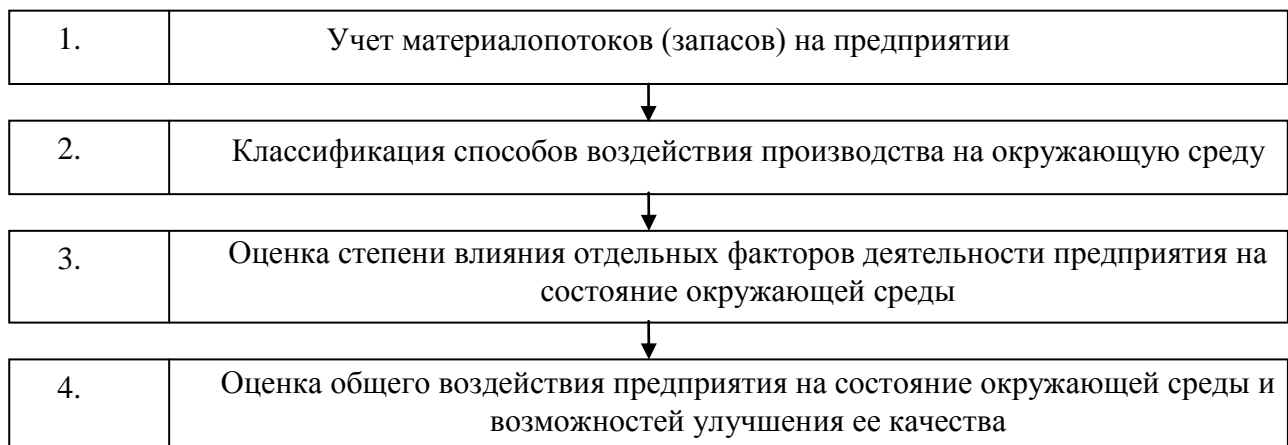 1. Учет материалопотоков (запасов) на предприятии
2. Классификация способов воздействия производства на окружающую среду
3. Оценка степени влияния отдельных факторов деятельности предприятия на
состояние окружающей среды
4. Оценка общего воздействия предприятия на состояние окружающей среды и
возможностей улучшения ее качества